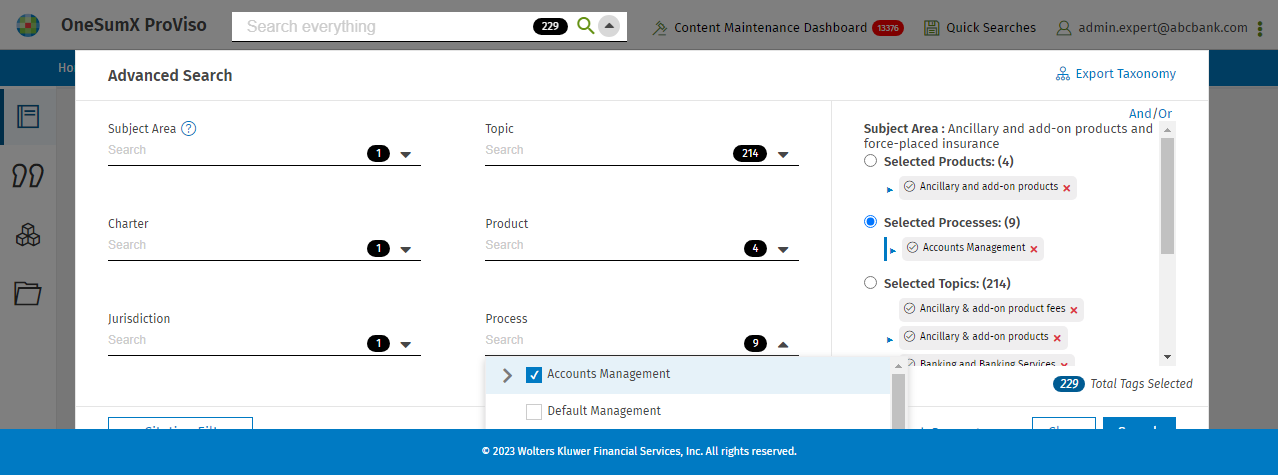 OneSumX ProViso
Search everything
229
Content Maintenance Dashboard
13376
Quick Searches
admin.expert@abcbank.com
Advanced Search
Export Taxonomy
And/Or
Subject Area ?
Search
1
Topic
Search
214
Charter
Search
1
Product
Search
4
Jurisdiction
Search
1
Process
Search
9
Accounts Management
Default Management
Subject Area : Ancillary and add-on products and
force-placed insurance
Selected Products: (4)
Ancillary and add-on products
Selected Processes: (9)
Accounts Management
Selected Topics: (214)
Ancillary & add-on product fees
Ancillary & add-on products
Banking and Banking Services
229 Total Tags Selected
© 2023 Wolters Kluwer Financial Services, Inc. All rights reserved.